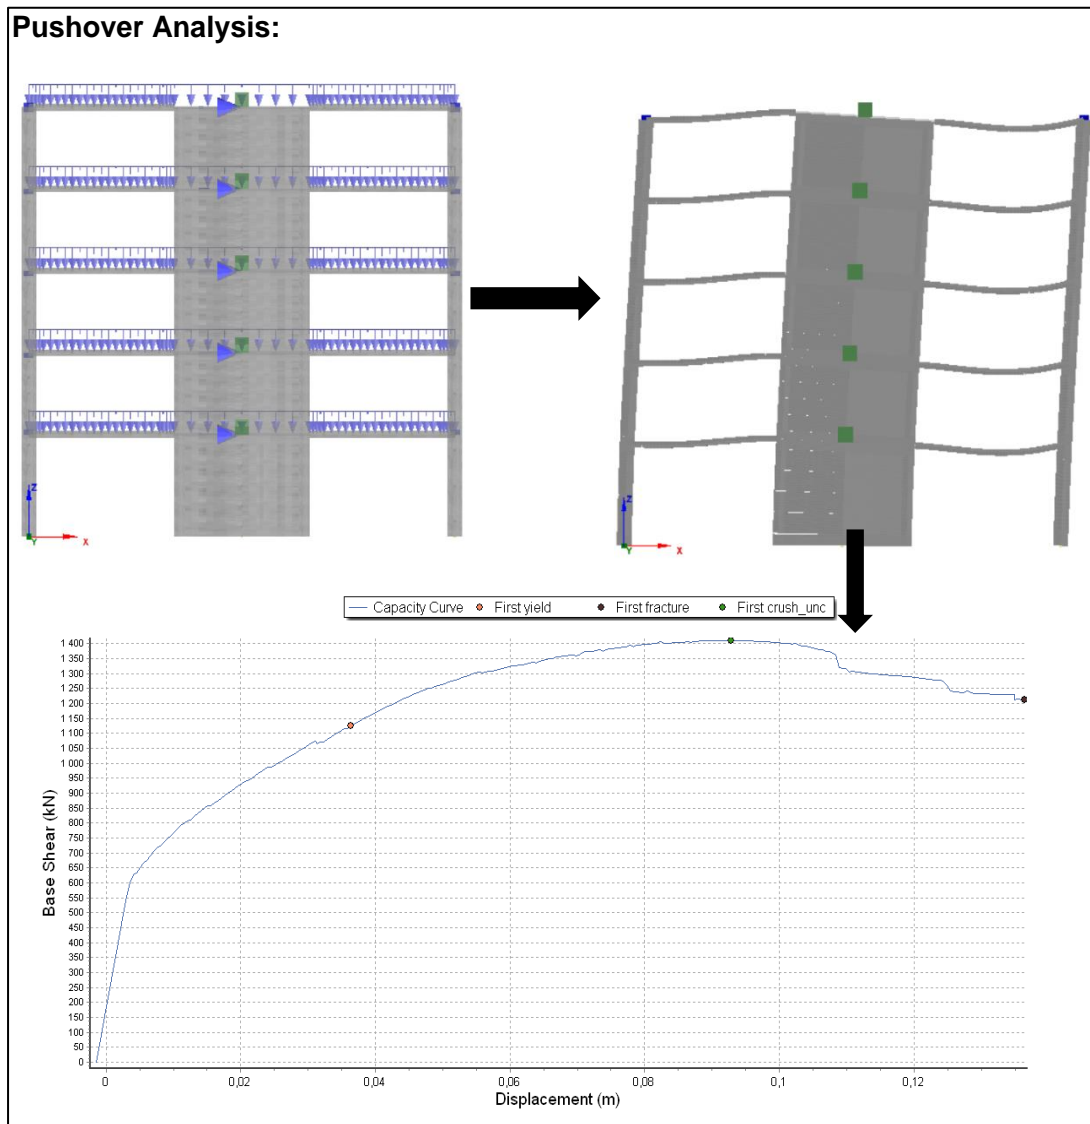 Pushover Analysis:
Z
Y
X
Z
Y
X
Capacity Curve First yield First fracture First crush_unc
Base Shear (kN)
1 400
1 350
1 300
1 250
1 200
1 150
1 100
1 050
1 000
950
900
850
800
750
700
650
600
550
500
450
400
350
300
250
200
150
100
50
0
0 0,02 0,04 0,06 0,08 0,1 0,12
Displacement (m)